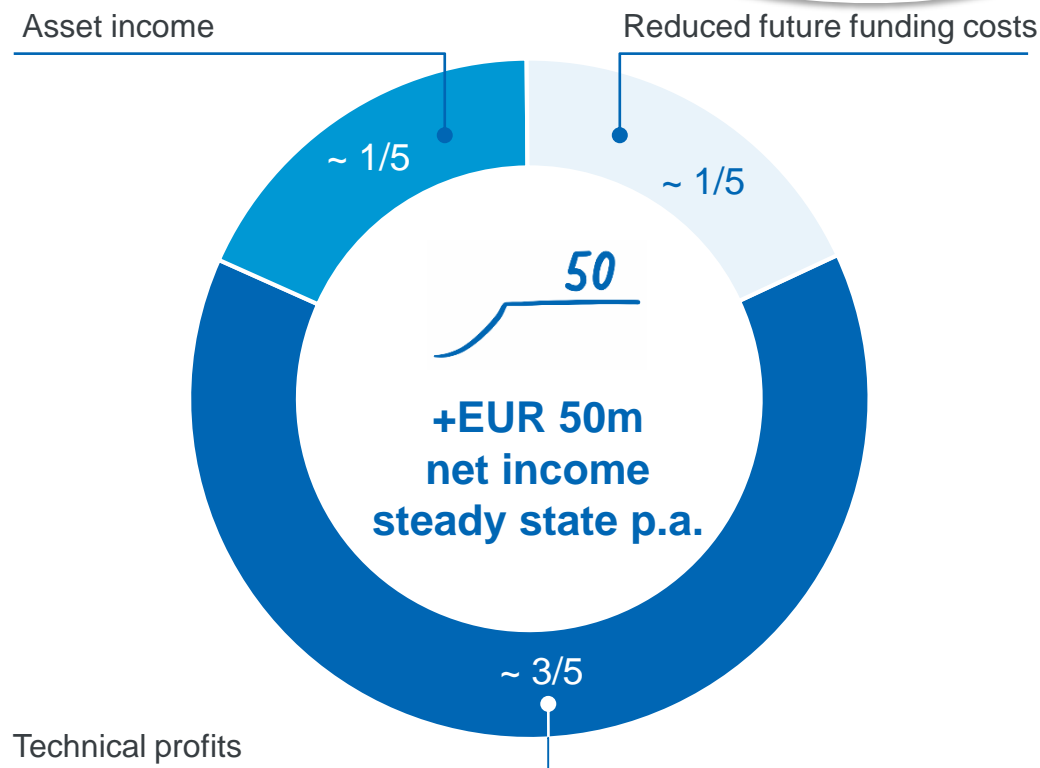 Asset income
Reduced future funding costs
~ 1/5
~ 1/5
50
+EUR 50m
net income
steady state p.a.
~ 3/5
Technical profits